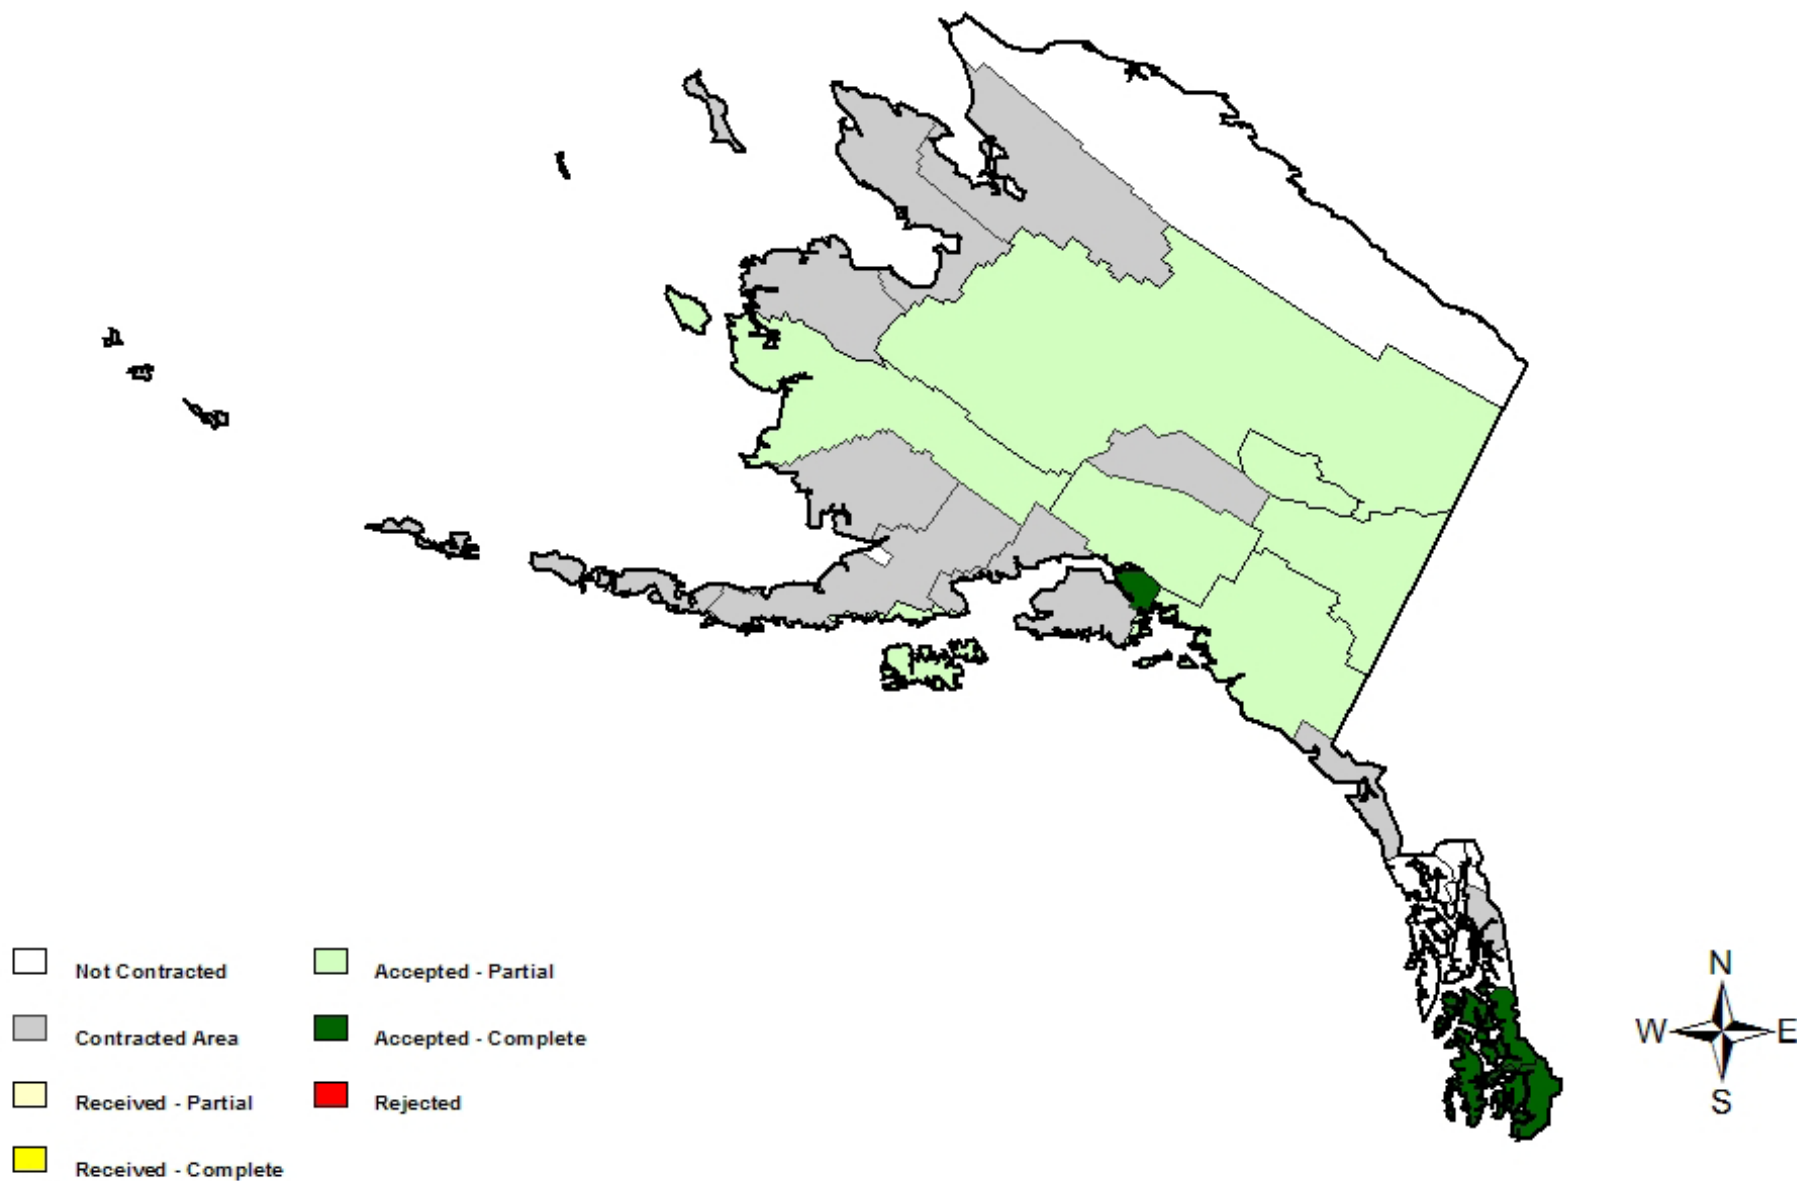 Not Contracted
Contracted Area
Received - Partial
Received - Complete
Accepted - Partial
Accepted - Complete
Rejected
N
W E
S